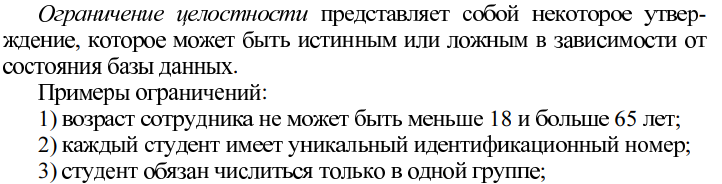 Ограничение целостности представляет собой некоторое утвер-
ждение, которое может быть истинным или ложным в зависимости от
состояния базы данных.
Примеры ограничений:
1) возраст сотрудника не может быть меньше 18 и больше 65 лет;
2) каждый студент имеет уникальный идентификационный номер;
3) студент обязан числиться только в одной группе;